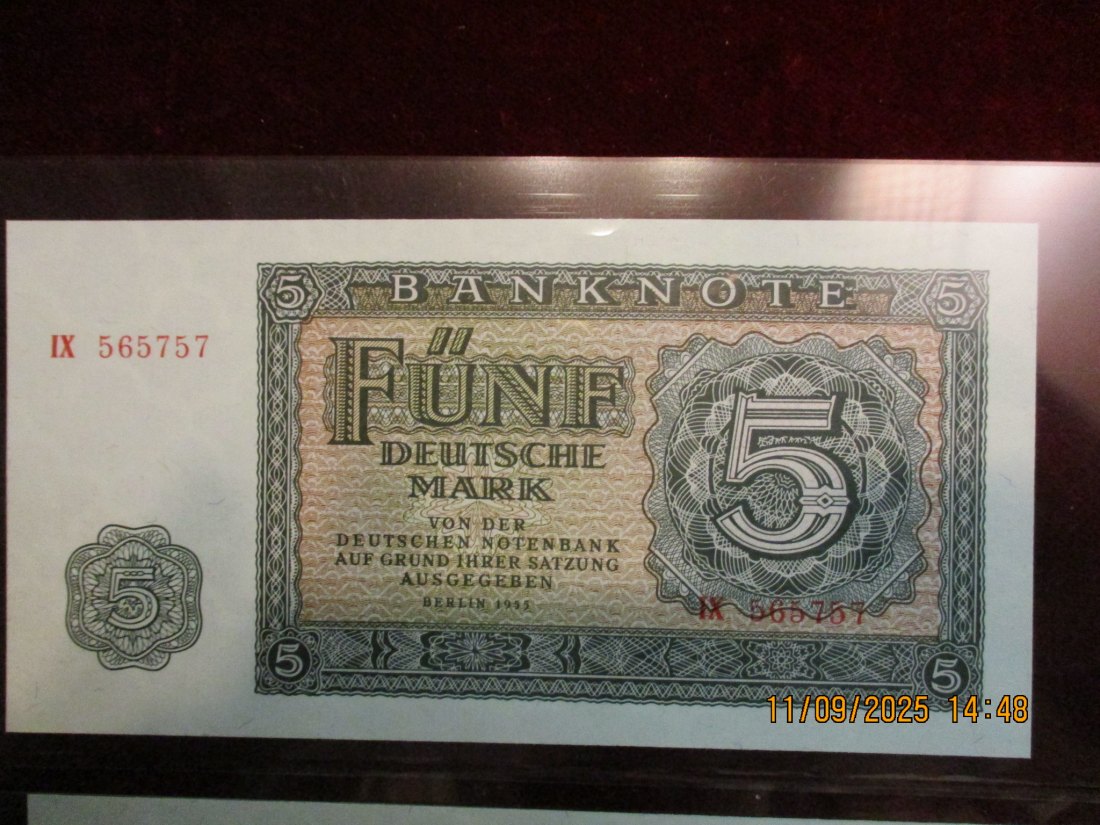 5 BANKNOTE 5
IX 565757
FÜNF
DEUTSCHE
MARK
5
VON DER
DEUTSCHEN NOTENBANK
AUF GRUND IHRER SATZUNG
AUSGEGEBEN
BERLIN 1955
5
IX 565757
5
5
11/09/2025 14:48